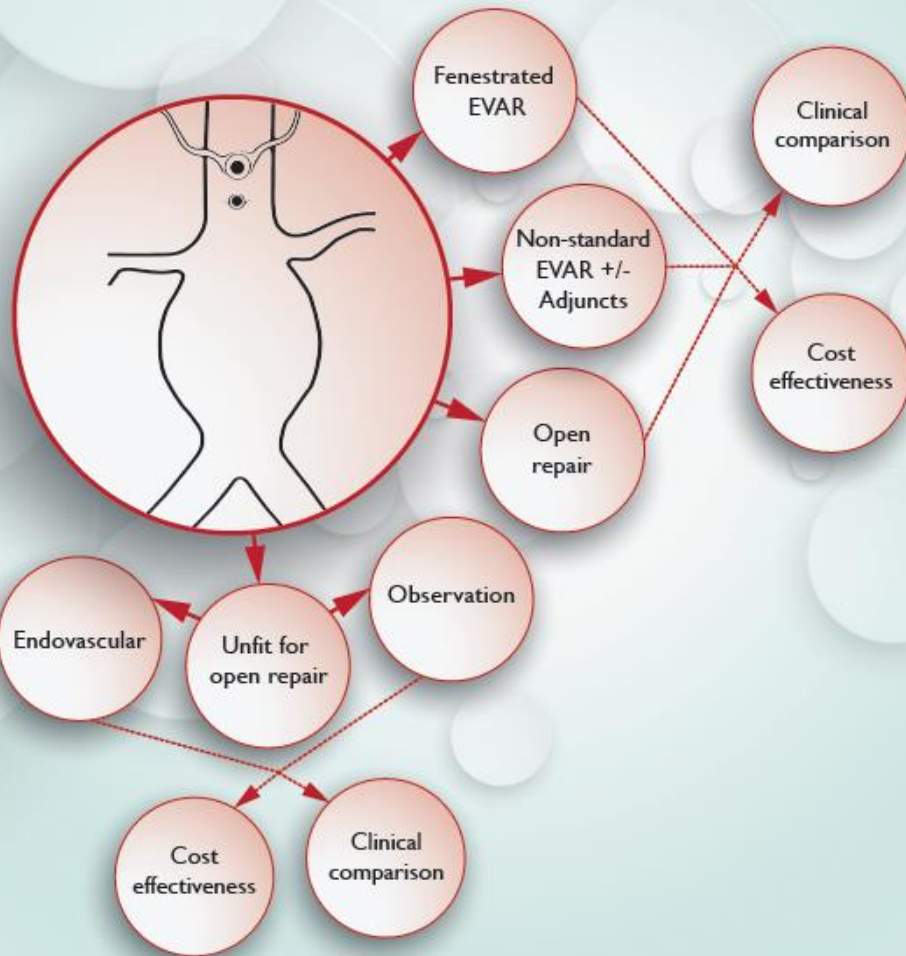 Fenestrated
EVAR
Clinical
comparison
Non-standard
EVAR +/-
Adjuncts
Cost
effectiveness
Open
repair
Observation
Endovascular
Unfit for
open repair
Cost
effectiveness
Clinical
comparison